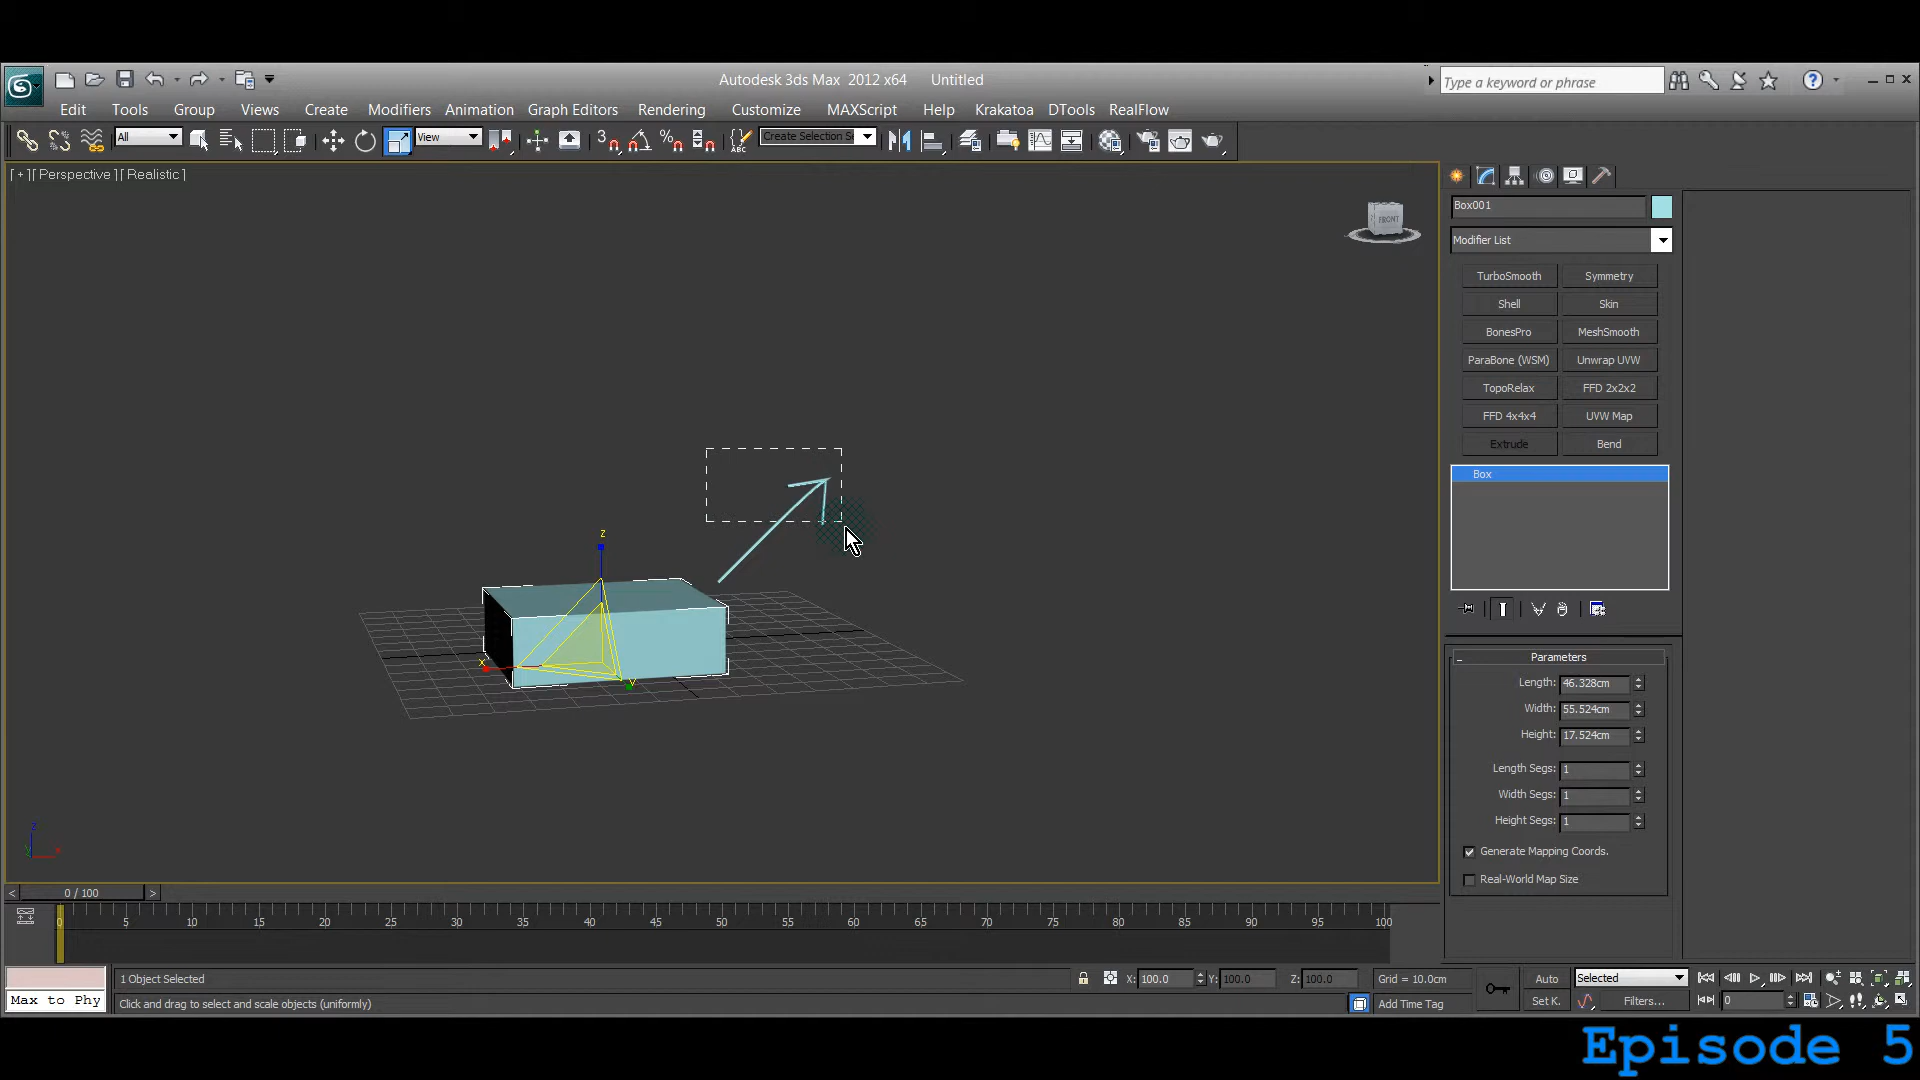 Autodesk 3ds Max 2012 x64 Untitled
Type a keyword or phrase
Edit Tools Group Views Create Modifiers Animation Graph Editors Rendering Customize MAXScript Help Krakatoa DTools RealFlow
All View 3 Create Selection Se
[ + ][ Perspective ][ Realistic ]
FRONT
Box001
Modifier List
TurboSmooth Symmetry
Shell Skin
BonesPro MeshSmooth
ParaBone (WSM) Unwrap UVW
TopoRelax FFD 2x2x2
FFD 4x4x4 UVW Map
Extrude Bend
Box
z
x
y
Parameters
Length: 46.328cm
Width: 55.524cm
Height: 17.524cm
Length Segs: 1
Width Segs: 1
Height Segs: 1
Generate Mapping Coords.
Real-World Map Size
z
y x
< 0 / 100 >
0 5 10 15 20 25 30 35 40 45 50 55 60 65 70 75 80 85 90 95 100
1 Object Selected X: 100.0 Y: 100.0 Z: 100.0 Grid = 10.0cm Auto Selected
Max to Phy Click and drag to select and scale objects (uniformly) Add Time Tag Set K. Filters... 0
Episode 5